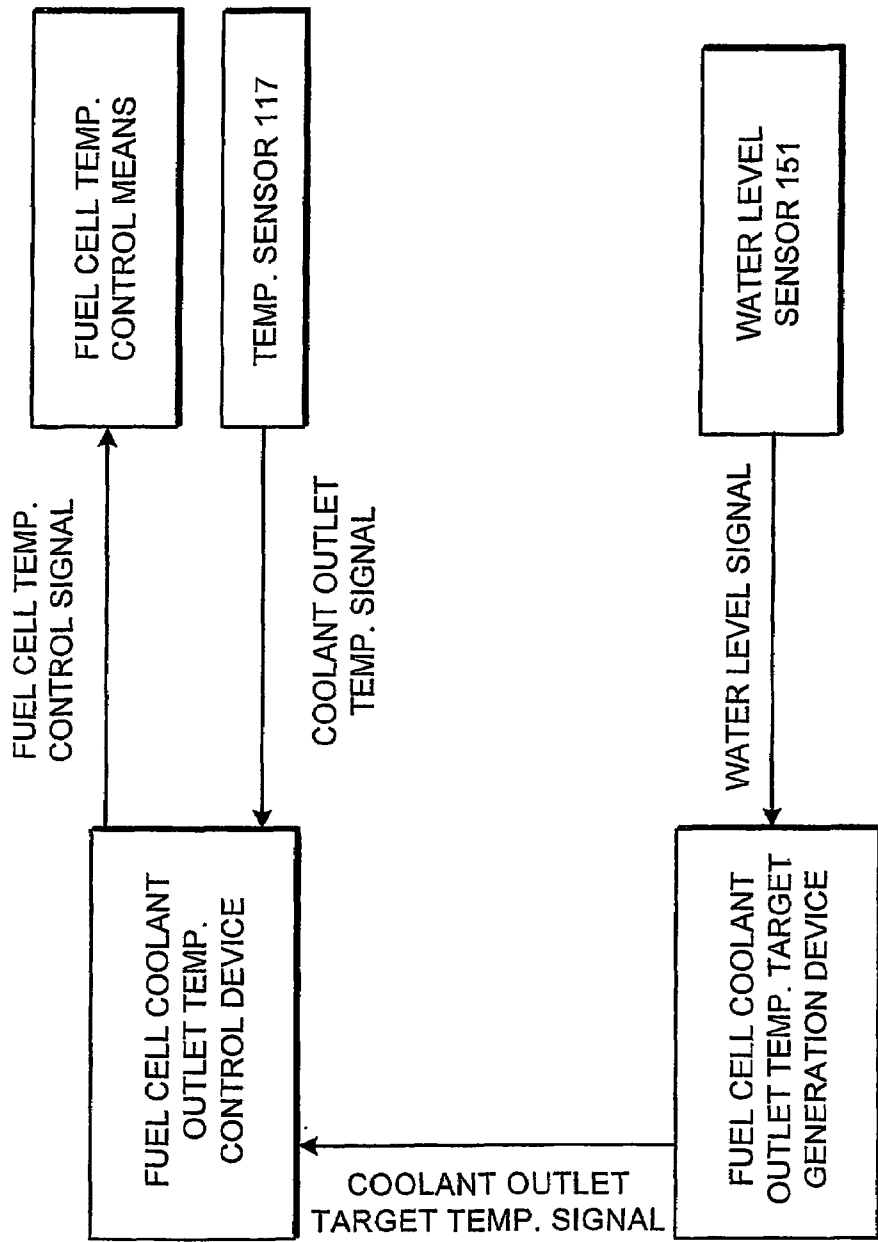 FUEL CELL TEMP.
CONTROL MEANS
TEMP. SENSOR 117
WATER LEVEL
SENSOR 151
FUEL CELL TEMP.
CONTROL SIGNAL
COOLANT OUTLET
TEMP. SIGNAL
WATER LEVEL SIGNAL
FUEL CELL COOLANT
OUTLET TEMP.
CONTROL DEVICE
FUEL CELL COOLANT
OUTLET TEMP. TARGET
GENERATION DEVICE
COOLANT OUTLET
TARGET TEMP. SIGNAL